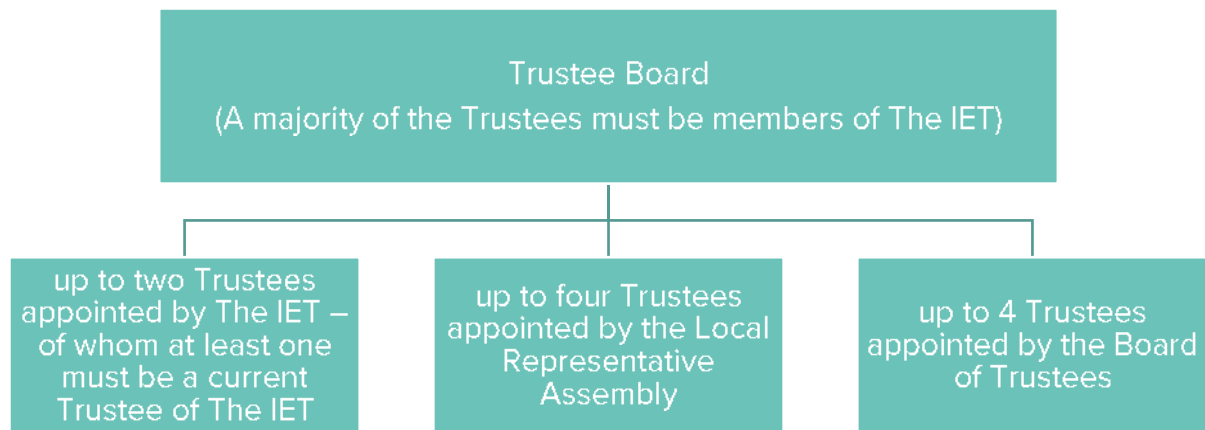 Trustee Board
(A majority of the Trustees must be members of The IET)
up to two Trustees
appointed by The IET –
of whom at least one
must be a current
Trustee of The IET
up to four Trustees
appointed by the Local
Representative
Assembly
up to 4 Trustees
appointed by the Board
of Trustees